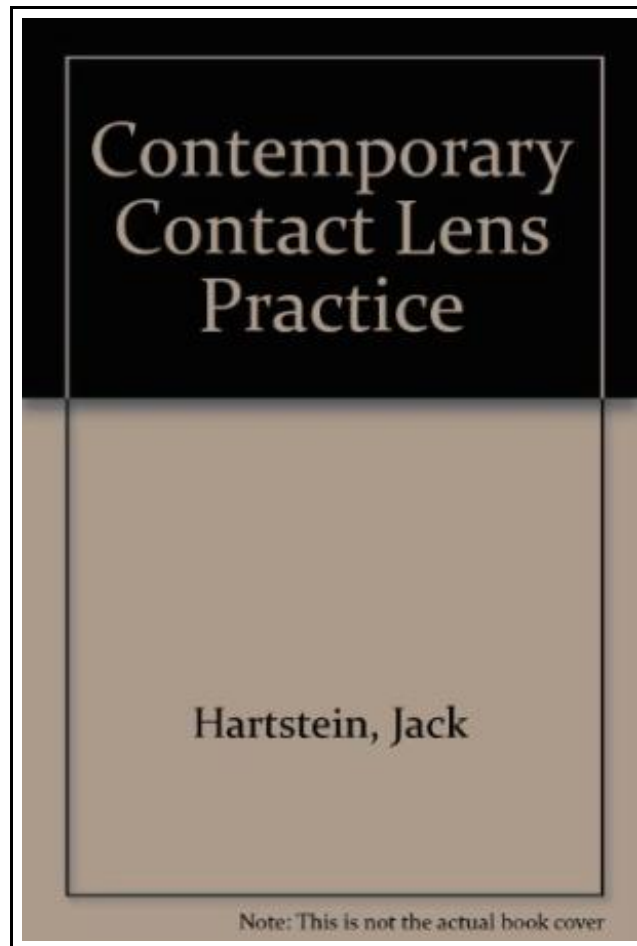 Contemporary
Contact Lens
Practice
Hartstein, Jack
Note: This is not the actual book cover